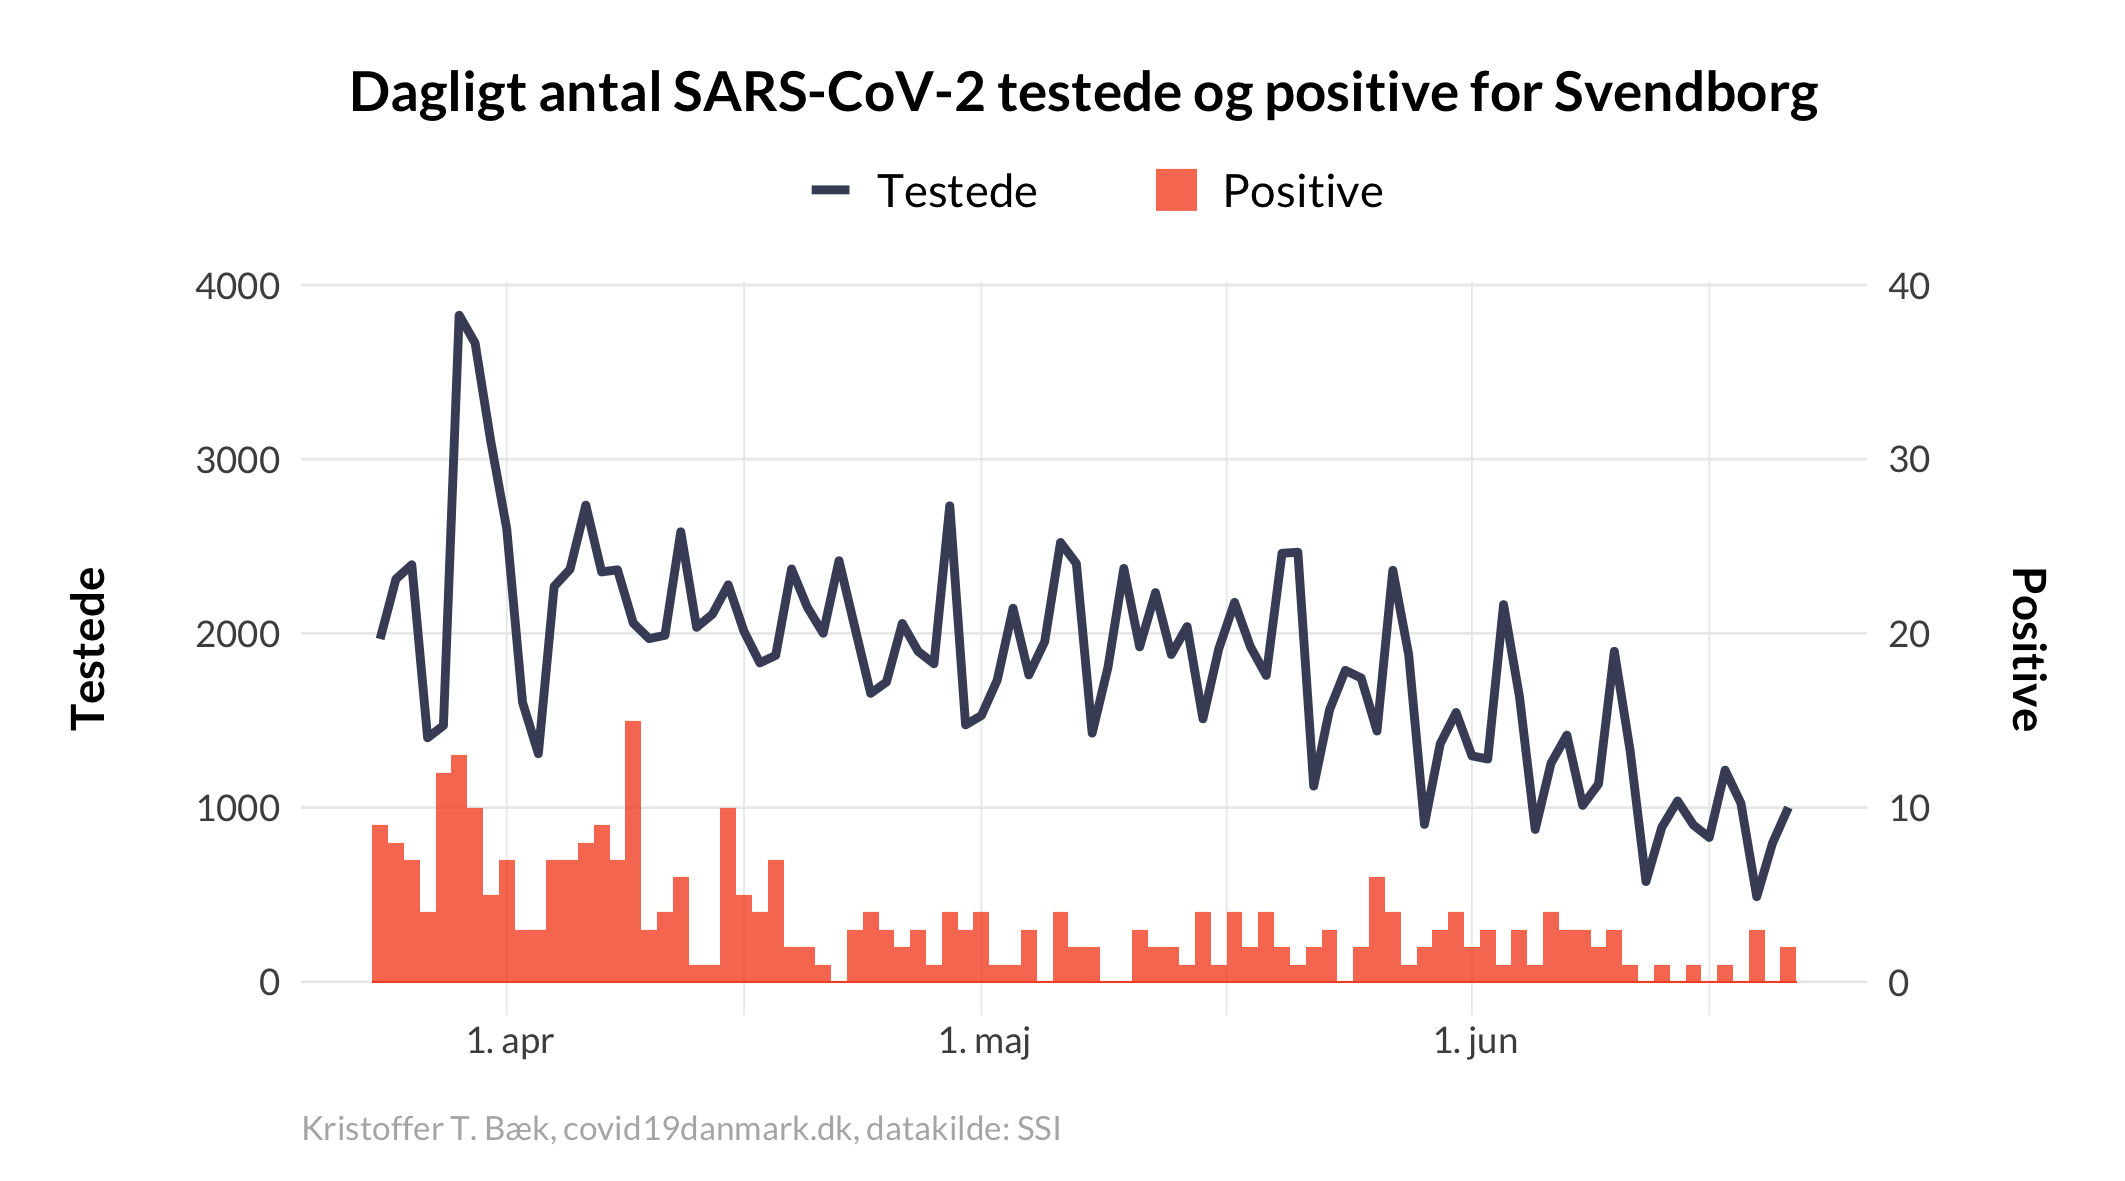 Dagligt antal SARS-CoV-2 testede og positive for Svendborg
Testede
Positive
4000
3000
2000
1000
0
40
30
20
10
0
Testede
Positive
1. apr
1. maj
1. jun
Kristoffer T. Bæk, covid19danmark.dk, datakilde: SSI